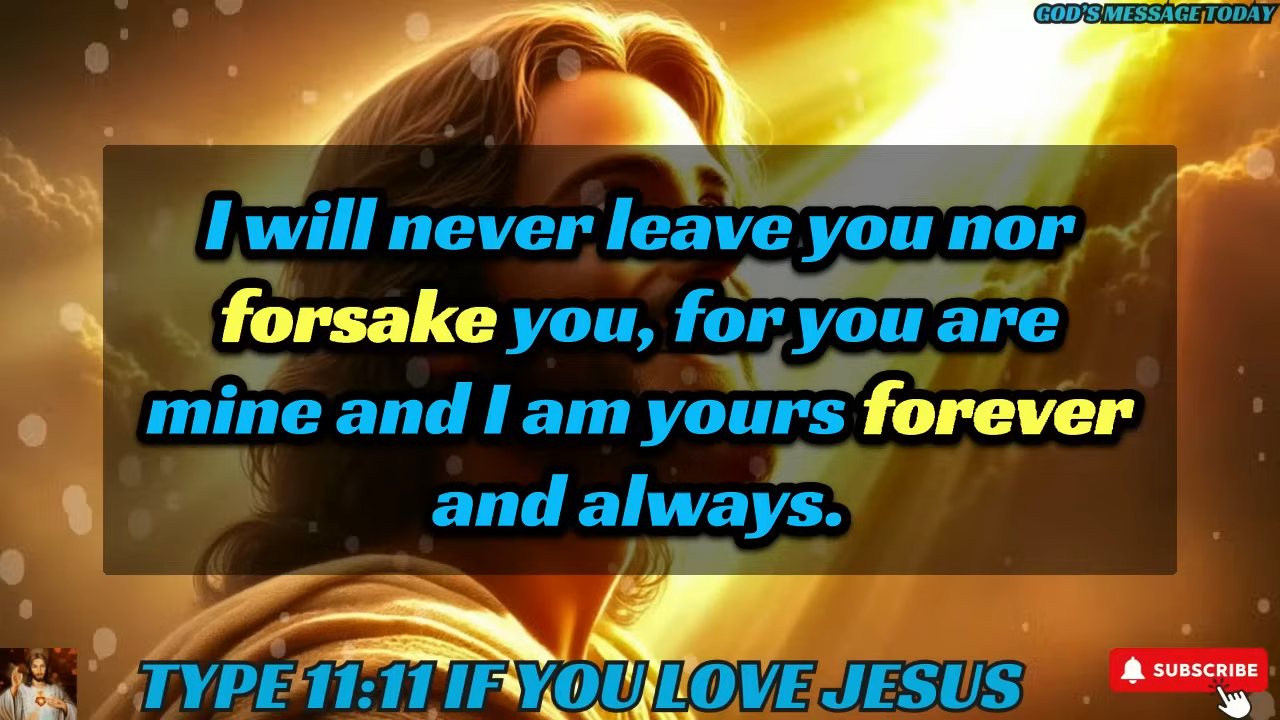 GOD'S MESSAGE TODAY
I will never leave you nor
forsake you, for you are
mine and I am yours forever
and always.
TYPE 11:11 IF YOU LOVE JESUS
SUBSCRIBE